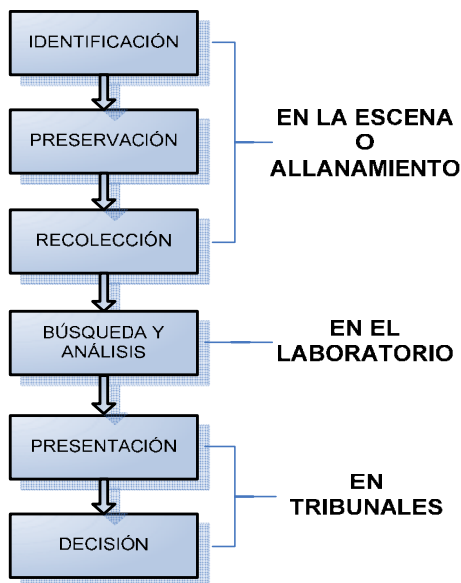 IDENTIFICACIÓN
PRESERVACIÓN
RECOLECCIÓN
EN LA ESCENA
O
ALLANAMIENTO
BÚSQUEDA Y
ANÁLISIS
EN EL
LABORATORIO
PRESENTACIÓN
DECISIÓN
EN
TRIBUNALES